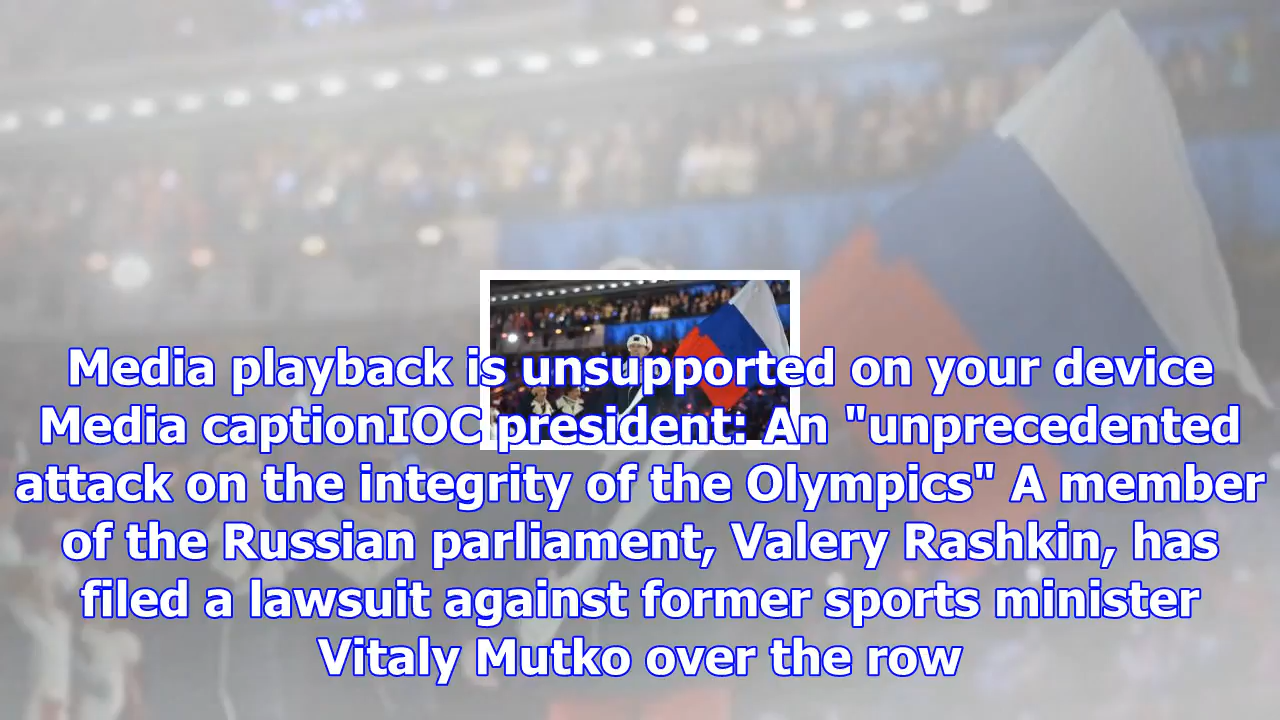 Media playback is unsupported on your device
Media captionIOC president: An "unprecedented
attack on the integrity of the Olympics" A member
of the Russian parliament, Valery Rashkin, has
filed a lawsuit against former sports minister
Vitaly Mutko over the row